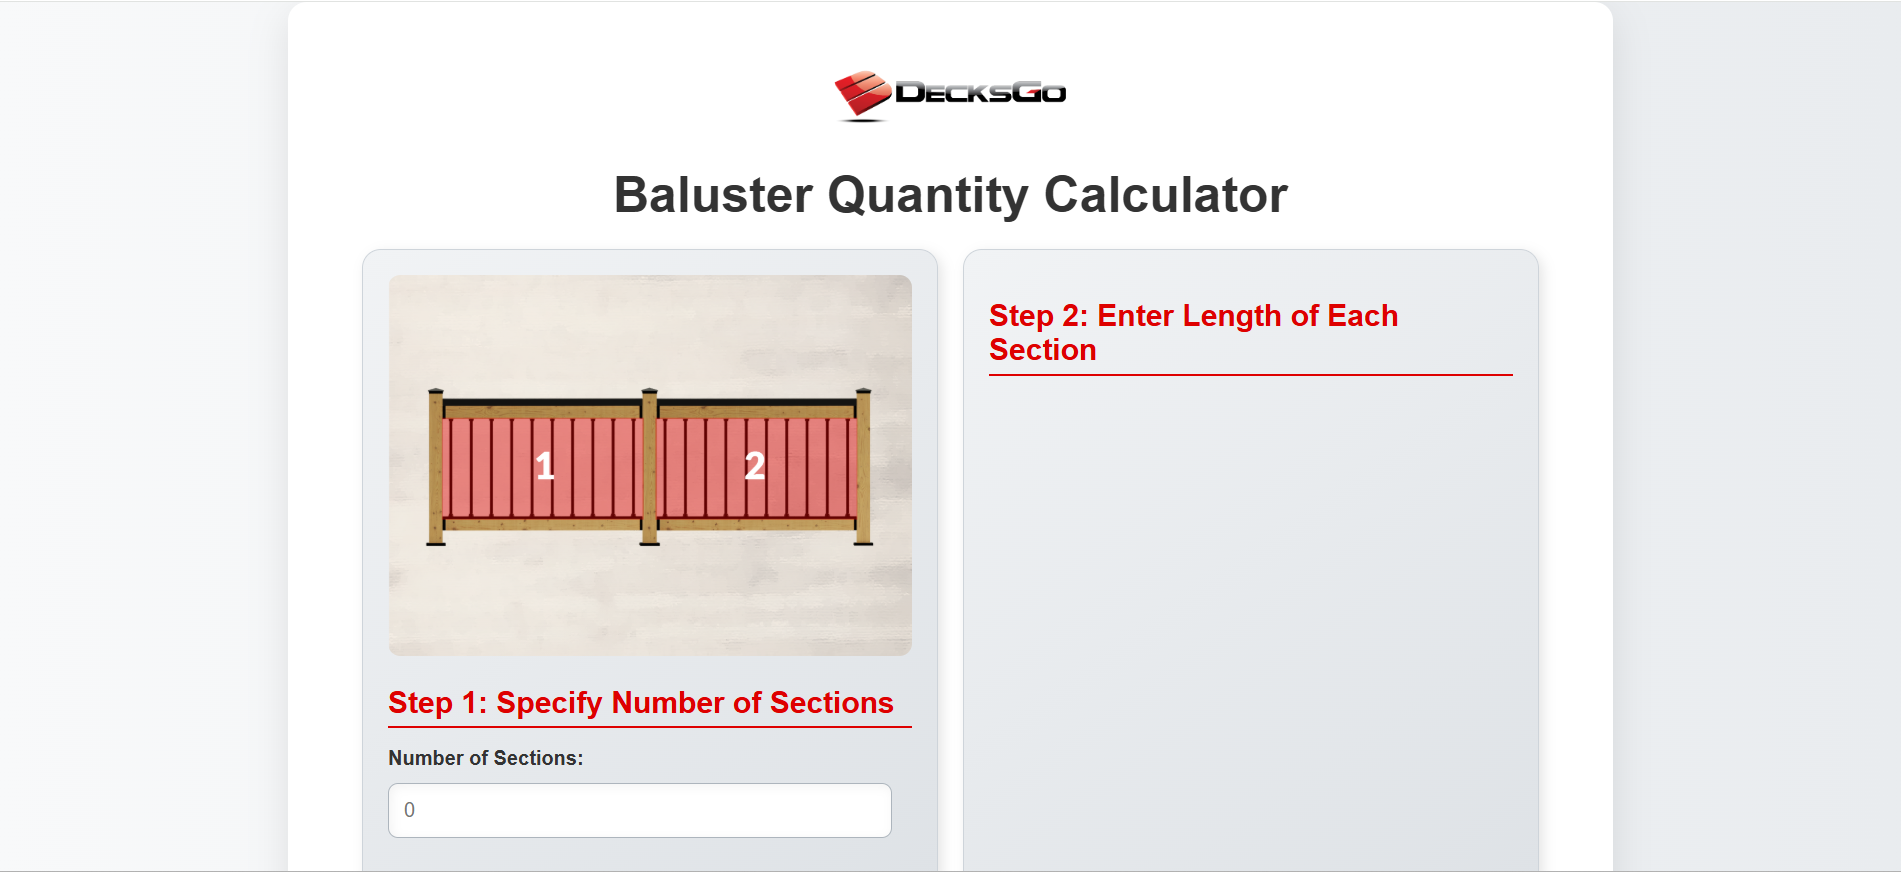 DecksGo
Baluster Quantity Calculator
1
2
Step 1: Specify Number of Sections
Number of Sections:
0
Step 2: Enter Length of Each
Section